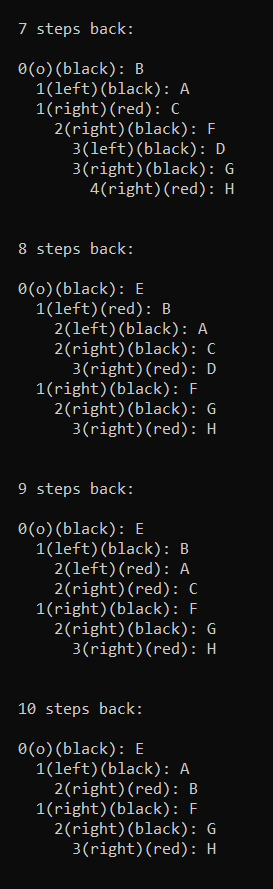 7 steps back:
0(o)(black): B
1(left)(black): A
1(right)(red): C
2(right)(black): F
3(left)(black): D
3(right)(black): G
4(right)(red): H
8 steps back:
0(o)(black): E
1(left)(red): B
2(left)(black): A
2(right)(black): C
3(right)(red): D
1(right)(black): F
2(right)(black): G
3(right)(red): H
9 steps back:
0(o)(black): E
1(left)(black): B
2(left)(red): A
2(right)(red): C
1(right)(black): F
2(right)(black): G
3(right)(red): H
10 steps back:
0(o)(black): E
1(left)(black): A
2(right)(red): B
1(right)(black): F
2(right)(black): G
3(right)(red): H